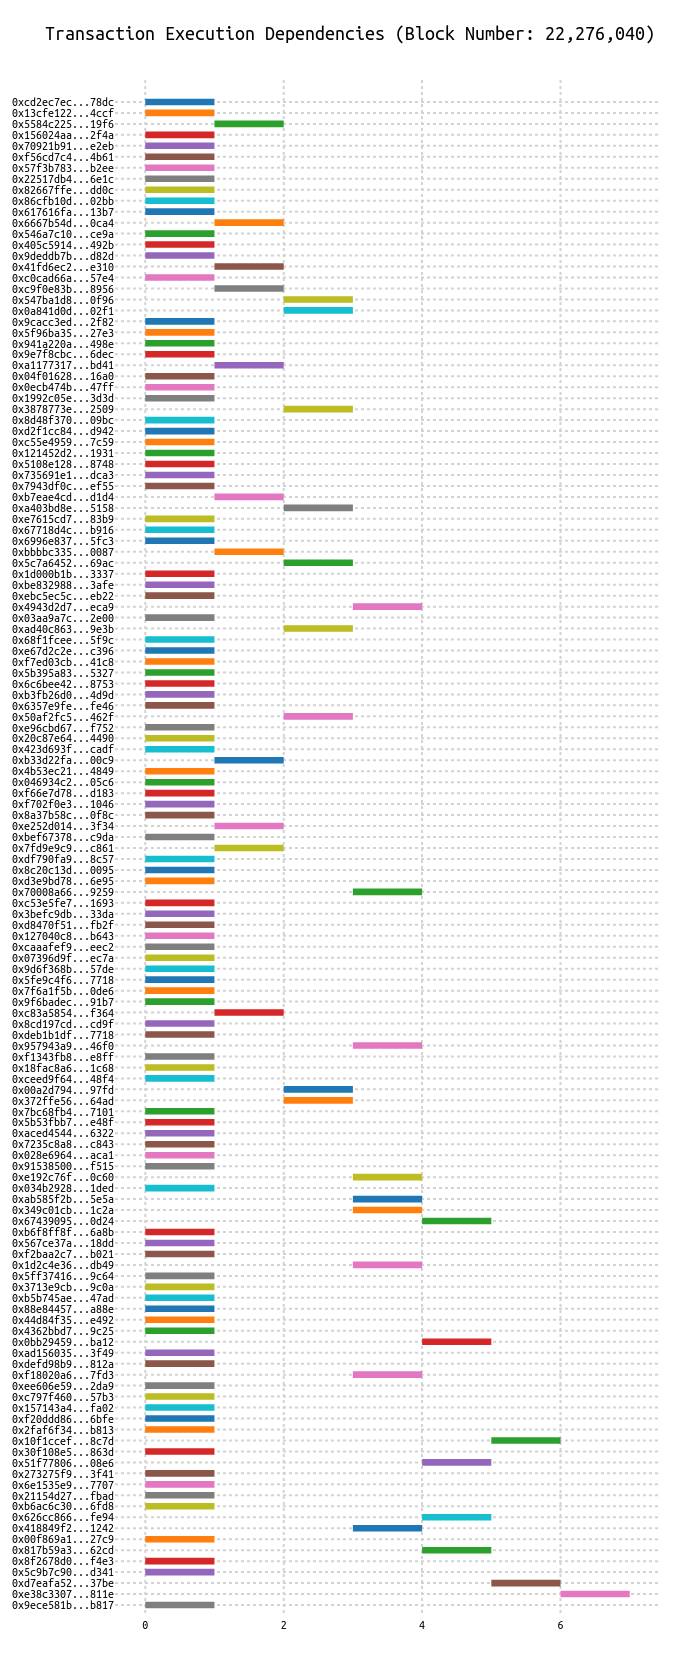 Transaction Execution Dependencies (Block Number: 22,276,040)
0xcd2ec7ec...78dc
0x13cfe122...4ccf
0x5584c225...19f6
0x156024aa...2f4a
0x70921b91...e2eb
0xf56cd7c4...4b61
0x57f3b783...b2ee
0x22517db4...6e1c
0x82667ffe...dd0c
0x86cfb10d...02bb
0x617616fa...13b7
0x6667b54d...0ca4
0x546a7c10...ce9a
0x405c5914...492b
0x9deddb7b...d82d
0x41fd6ec2...e310
0xc0cad66a...57e4
0xc9f0e83b...8956
0x547ba1d8...0f96
0x0a841d0d...02f1
0x9cacc3ed...2f82
0x5f96ba35...27e3
0x941a220a...498e
0x9e7f8cbc...6dec
0xa1177317...bd41
0x04f01628...16a0
0x0ecb474b...47ff
0x1992c05e...3d3d
0x3878773e...2509
0x8d48f370...09bc
0xd2f1cc84...d942
0xc55e4959...7c59
0x121452d2...1931
0x5108e128...8748
0x735691e1...dca3
0x7943df0c...ef55
0xb7eae4cd...d1d4
0xa403bd8e...5158
0xe7615cd7...83b9
0x67718d4c...b916
0x6996e837...5fc3
0xbbbbc335...0087
0x5c7a6452...69ac
0x1d000b1b...3337
0xbe832988...3afe
0xebc5ec5c...eb22
0x4943d2d7...eca9
0x03aa9a7c...2e00
0xad40c863...9e3b
0x68f1fcee...5f9c
0xe67d2c2e...c396
0xf7ed03cb...41c8
0x5b395a83...5327
0x6c6bee42...8753
0xb3fb26d0...4d9d
0x6357e9fe...fe46
0x50af2fc5...462f
0xe96cbd67...f752
0x20c87e64...4490
0x423d693f...cadf
0xb33d22fa...00c9
0x4b53ec21...4849
0x046934c2...05c6
0xf66e7d78...d183
0xf702f0e3...1046
0x8a37b58c...0f8c
0xe252d014...3f34
0xbef67378...c9da
0x7fd9e9c9...c861
0xdf790fa9...8c57
0x8c20c13d...0095
0xd3e9bd78...6e95
0x70008a66...9259
0xc53e5fe7...1693
0x3befc9db...33da
0xd8470f51...fb2f
0x127040c8...b643
0xcaaafef9...eec2
0x07396d9f...ec7a
0x9d6f368b...57de
0x5fe9c4f6...7718
0x7f6a1f5b...0de6
0x9f6badec...91b7
0xc83a5854...f364
0x8cd197cd...cd9f
0xdeb1b1df...7718
0x957943a9...46f0
0xf1343fb8...e8ff
0x18fac8a6...1c68
0xceed9f64...48f4
0x00a2d794...97fd
0x372ffe56...64ad
0x7bc68fb4...7101
0x5b53fbb7...e48f
0xaced4544...6322
0x7235c8a8...c843
0x028e6964...aca1
0x91538500...f515
0xe192c76f...0c60
0x034b2928...1ded
0xab585f2b...5e5a
0x349c01cb...1c2a
0x67439095...0d24
0xb6f8ff8f...6a8b
0x567ce37a...18dd
0xf2baa2c7...b021
0x1d2c4e36...db49
0x5ff37416...9c64
0x3713e9cb...9c0a
0xb5b745ae...47ad
0x88e84457...a88e
0x44d84f35...e492
0x4362bbd7...9c25
0x0bb29459...ba12
0xad156035...3f49
0xdefd98b9...812a
0xf18020a6...7fd3
0xee606e59...2da9
0xc797f460...57b3
0x157143a4...fa02
0xf20ddd86...6bfe
0x2faf6f34...b813
0x10f1ccef...8c7d
0x30f108e5...863d
0x51f77806...08e6
0x273275f9...3f41
0x6e1535e9...7707
0x21154d27...fbad
0xb6ac6c30...6fd8
0x626cc866...fe94
0x418849f2...1242
0x00f869a1...27c9
0x817b59a3...62cd
0x8f2678d0...f4e3
0x5c9b7c90...d341
0xd7eafa52...37be
0xe38c3307...811e
0x9ece581b...b817
0 2 4 6